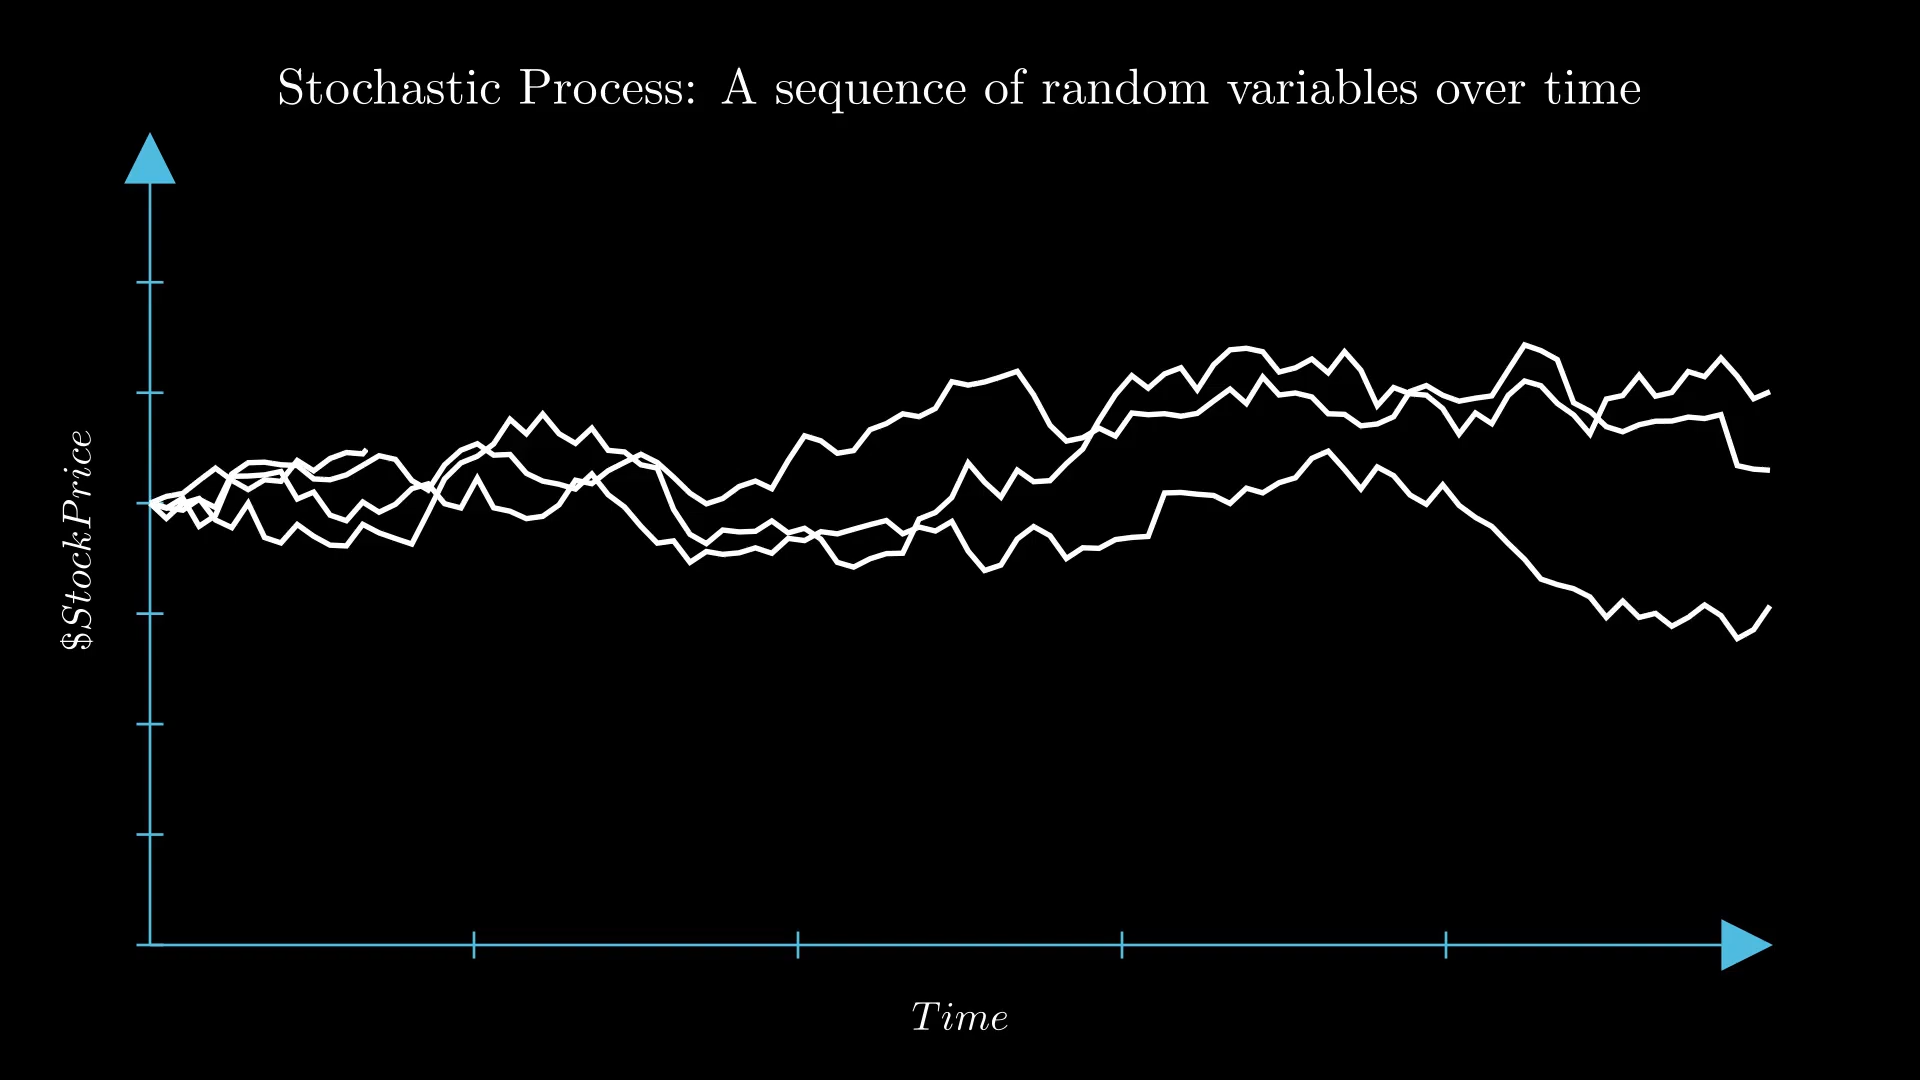 Stochastic Process: A sequence of random variables over time
$StockPrice
Time